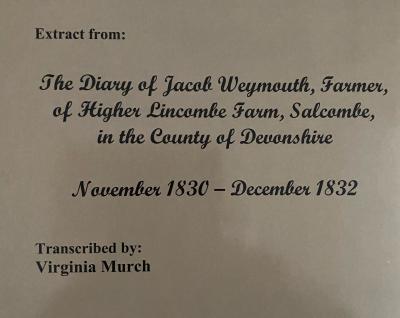 Extract from:
The Diary of Jacob Weymouth, Farmer,
of Higher Lincombe Farm, Salcombe,
in the County of Devonshire
November 1830 – December 1832
Transcribed by:
Virginia Murch